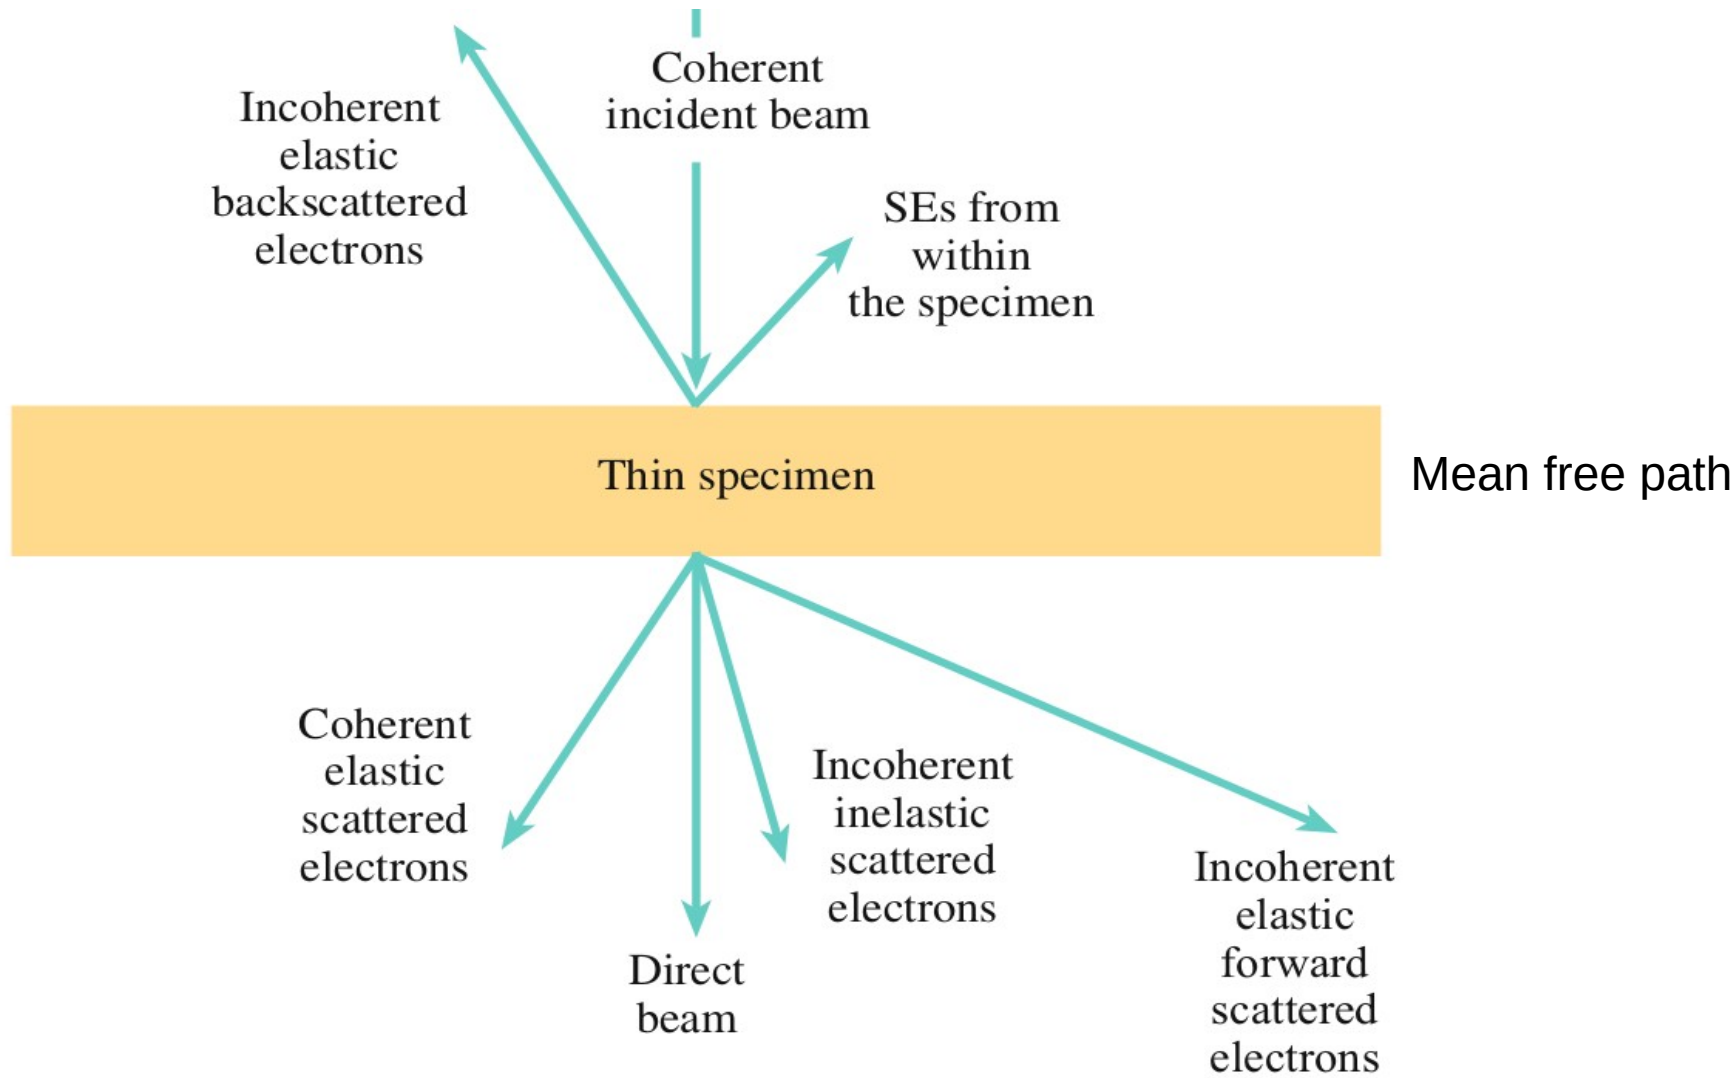 Coherent
incident beam
Incoherent
elastic
backscattered
electrons
SEs from
within
the specimen
Thin specimen
Mean free path
Coherent
elastic
scattered
electrons
Incoherent
inelastic
scattered
electrons
Direct
beam
Incoherent
elastic
forward
scattered
electrons